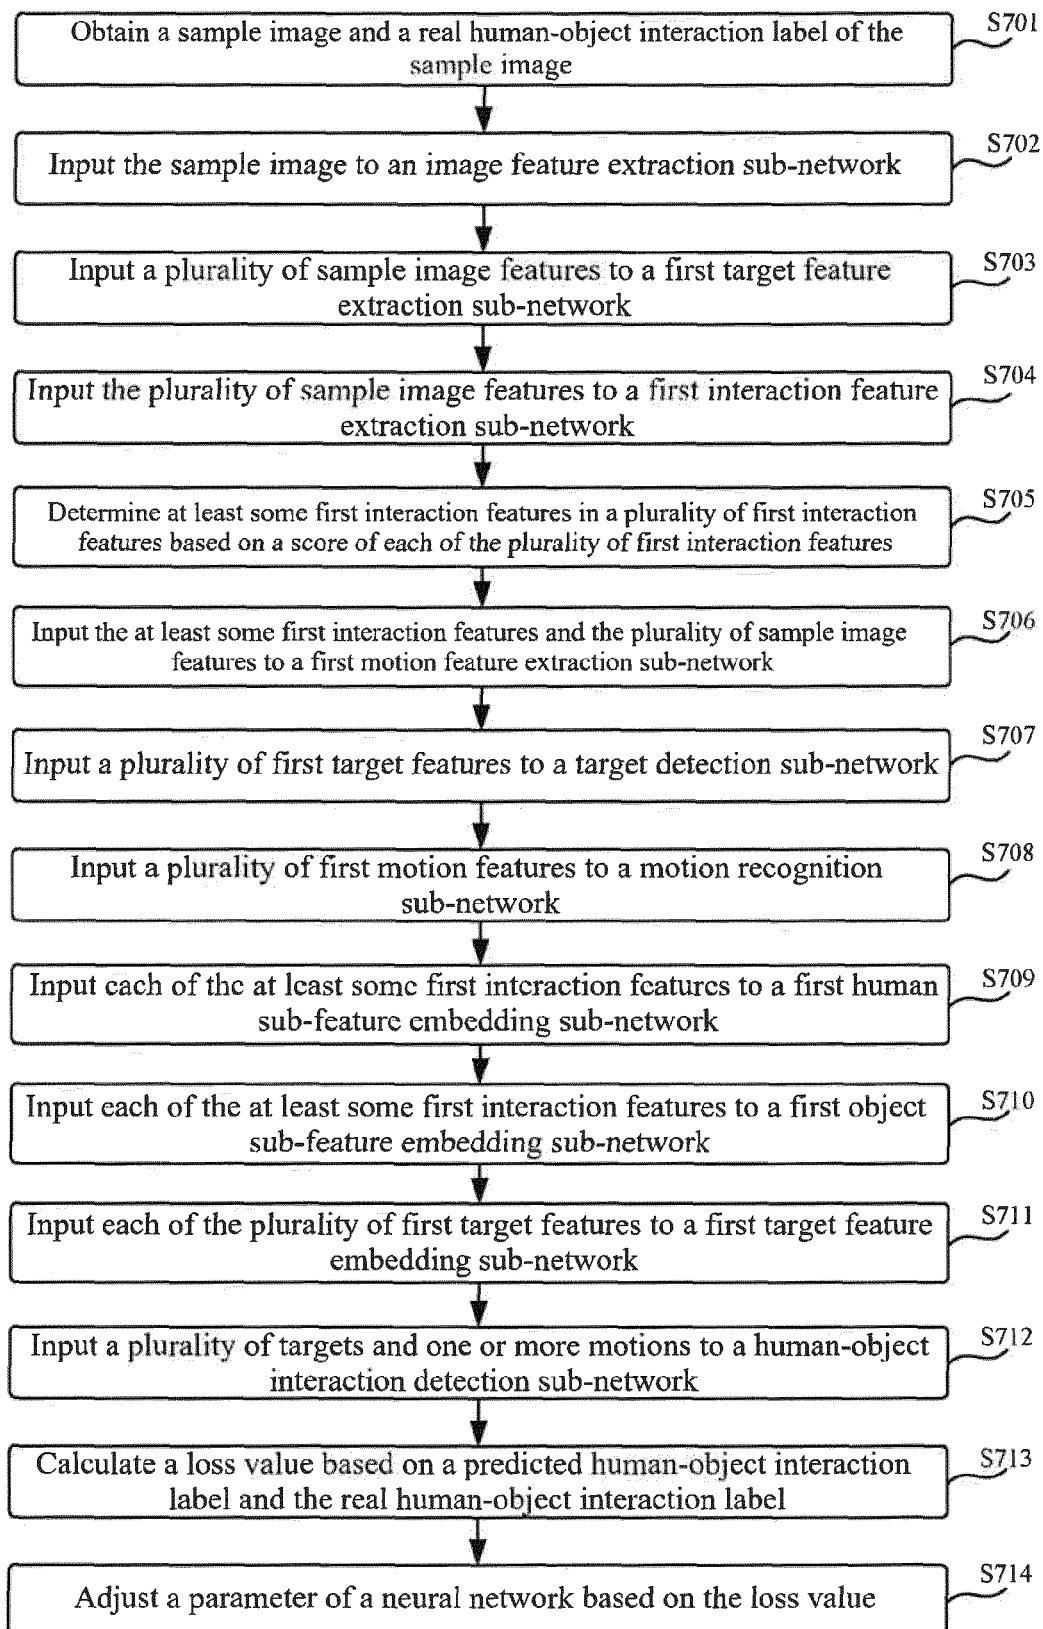 Obtain a sample image and a real human-object interaction label of the
sample image
S701
Input the sample image to an image feature extraction sub-network
S702
Input a plurality of sample image features to a first target feature
extraction sub-network
S703
Input the plurality of sample image features to a first interaction feature
extraction sub-network
S704
Determine at least some first interaction features in a plurality of first interaction
features based on a score of each of the plurality of first interaction features
S705
Input the at least some first interaction features and the plurality of sample image
features to a first motion feature extraction sub-network
S706
Input a plurality of first target features to a target detection sub-network
S707
Input a plurality of first motion features to a motion recognition
sub-network
S708
Input each of the at least some first interaction features to a first human
sub-feature embedding sub-network
S709
Input each of the at least some first interaction features to a first object
sub-feature embedding sub-network
S710
Input each of the plurality of first target features to a first target feature
embedding sub-network
S711
Input a plurality of targets and one or more motions to a human-object
interaction detection sub-network
S712
Calculate a loss value based on a predicted human-object interaction
label and the real human-object interaction label
S713
Adjust a parameter of a neural network based on the loss value
S714